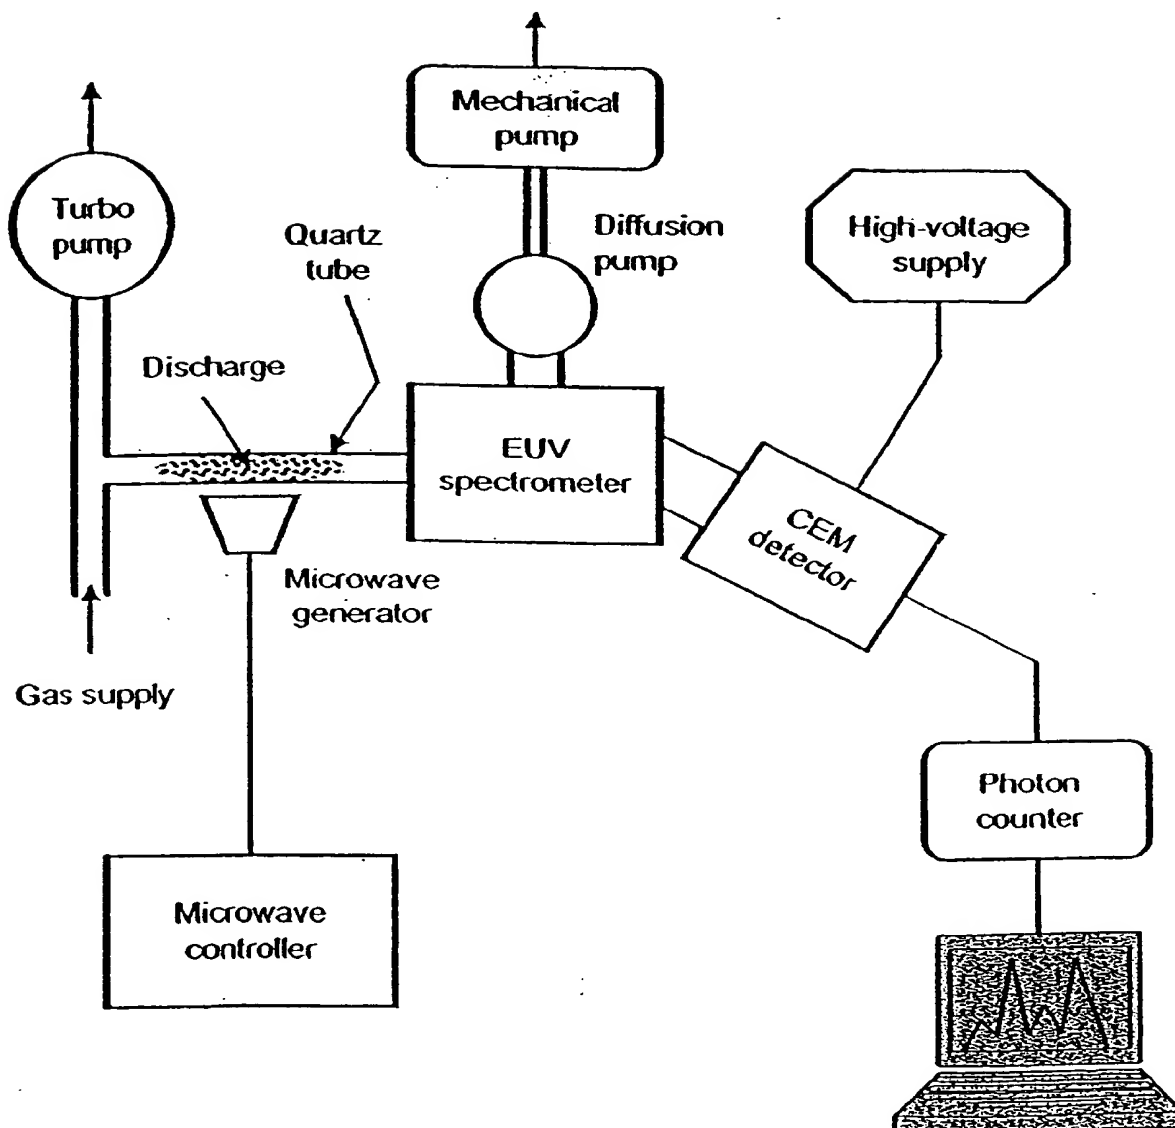 Mechanical
pump
Turbo
pump
Quartz
tube
Diffusion
pump
High-voltage
supply
Discharge
EUV
spectrometer
CEM
detector
Microwave
generator
Gas supply
Photon
counter
Microwave
controller